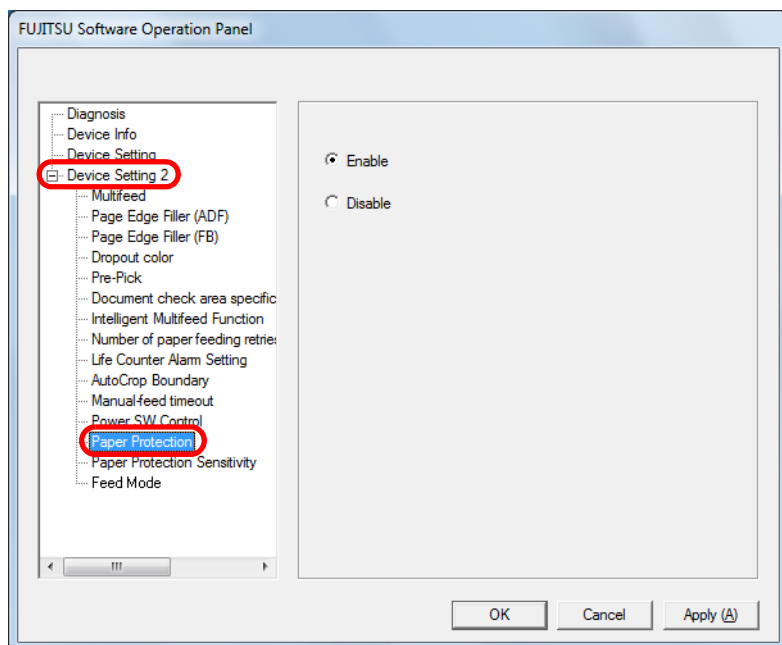 FUJITSU Software Operation Panel
Diagnosis
Device Info
Device Setting
Device Setting 2
Multifeed
Page Edge Filler (ADF)
Page Edge Filler (FB)
Dropout color
Pre-Pick
Document check area specific
Intelligent Multifeed Function
Number of paper feeding retries
Life Counter Alarm Setting
AutoCrop Boundary
Manual-feed timeout
Power SW Control
Paper Protection
Paper Protection Sensitivity
Feed Mode
Enable
Disable
OK Cancel Apply (A)